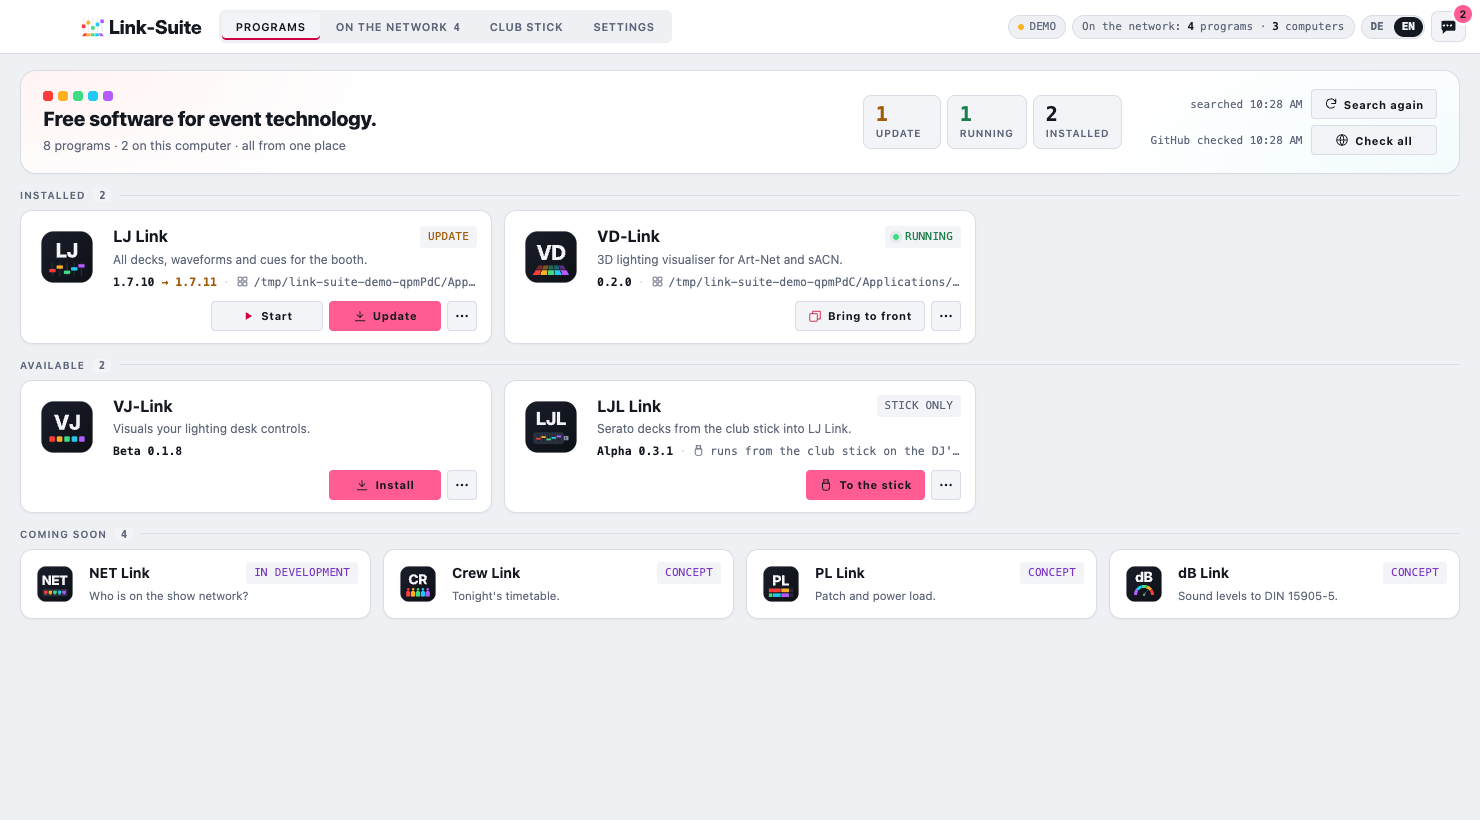 Link-Suite
PROGRAMS
ON THE NETWORK 4
CLUB STICK
SETTINGS
DEMO
On the network: 4 programs · 3 computers
DE EN
2
Free software for event technology.
8 programs · 2 on this computer · all from one place
1
UPDATE
1
RUNNING
2
INSTALLED
searched 10:28 AM
Search again
GitHub checked 10:28 AM
Check all
INSTALLED 2
LJ
LJ Link
UPDATE
All decks, waveforms and cues for the booth.
1.7.10 → 1.7.11 · /tmp/link-suite-demo-qpmPdC/App…
Start
Update
VD
VD-Link
RUNNING
3D lighting visualiser for Art-Net and sACN.
0.2.0 · /tmp/link-suite-demo-qpmPdC/Applications/…
Bring to front
AVAILABLE 2
VJ
VJ-Link
Visuals your lighting desk controls.
Beta 0.1.8
Install
LJL
LJL Link
STICK ONLY
Serato decks from the club stick into LJ Link.
Alpha 0.3.1 · runs from the club stick on the DJ'…
To the stick
COMING SOON 4
NET
NET Link
IN DEVELOPMENT
Who is on the show network?
CR
Crew Link
CONCEPT
Tonight's timetable.
PL
PL Link
CONCEPT
Patch and power load.
dB
dB Link
CONCEPT
Sound levels to DIN 15905-5.